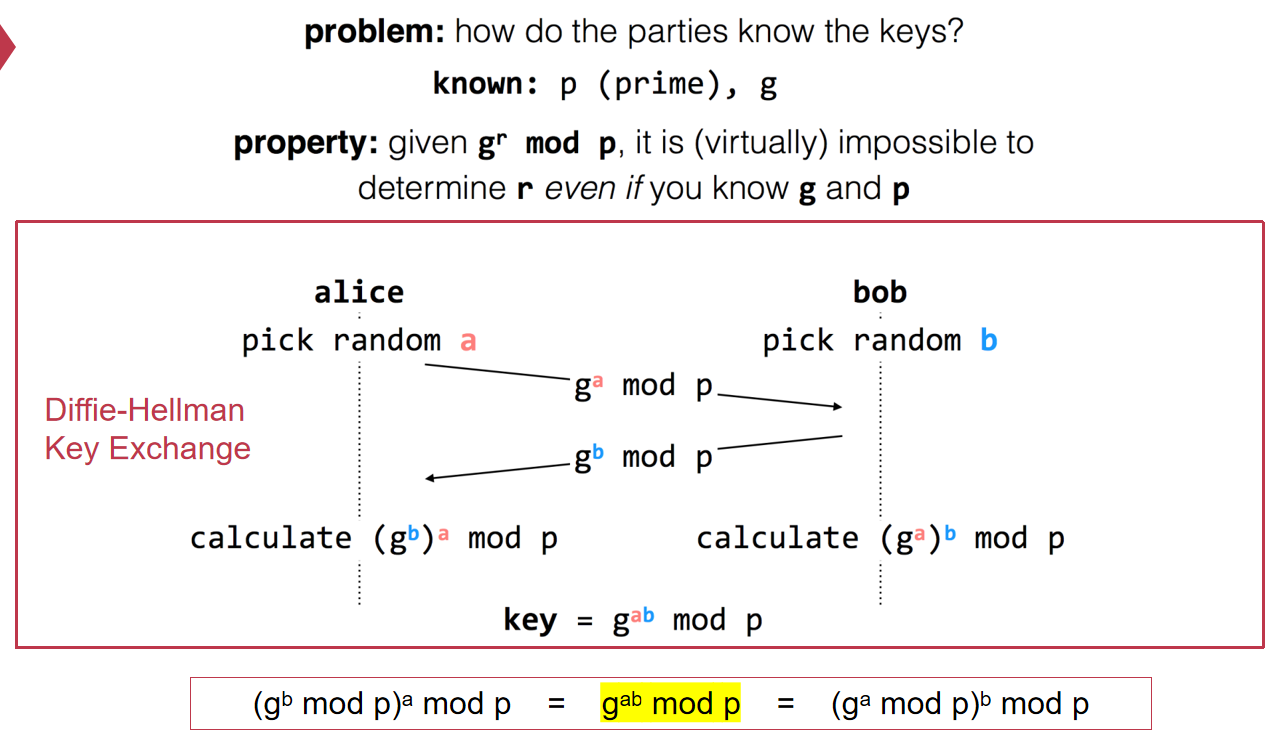 problem: how do the parties know the keys?
known: p (prime), g
property: given gʳ mod p, it is (virtually) impossible to
determine r even if you know g and p
alice
bob
pick random a
pick random b
gᵃ mod p
Diffie-Hellman
Key Exchange
gᵇ mod p
calculate (gᵇ)ᵃ mod p
calculate (gᵃ)ᵇ mod p
key = gᵃᵇ mod p
(gᵇ mod p)ᵃ mod p = gᵃᵇ mod p = (gᵃ mod p)ᵇ mod p